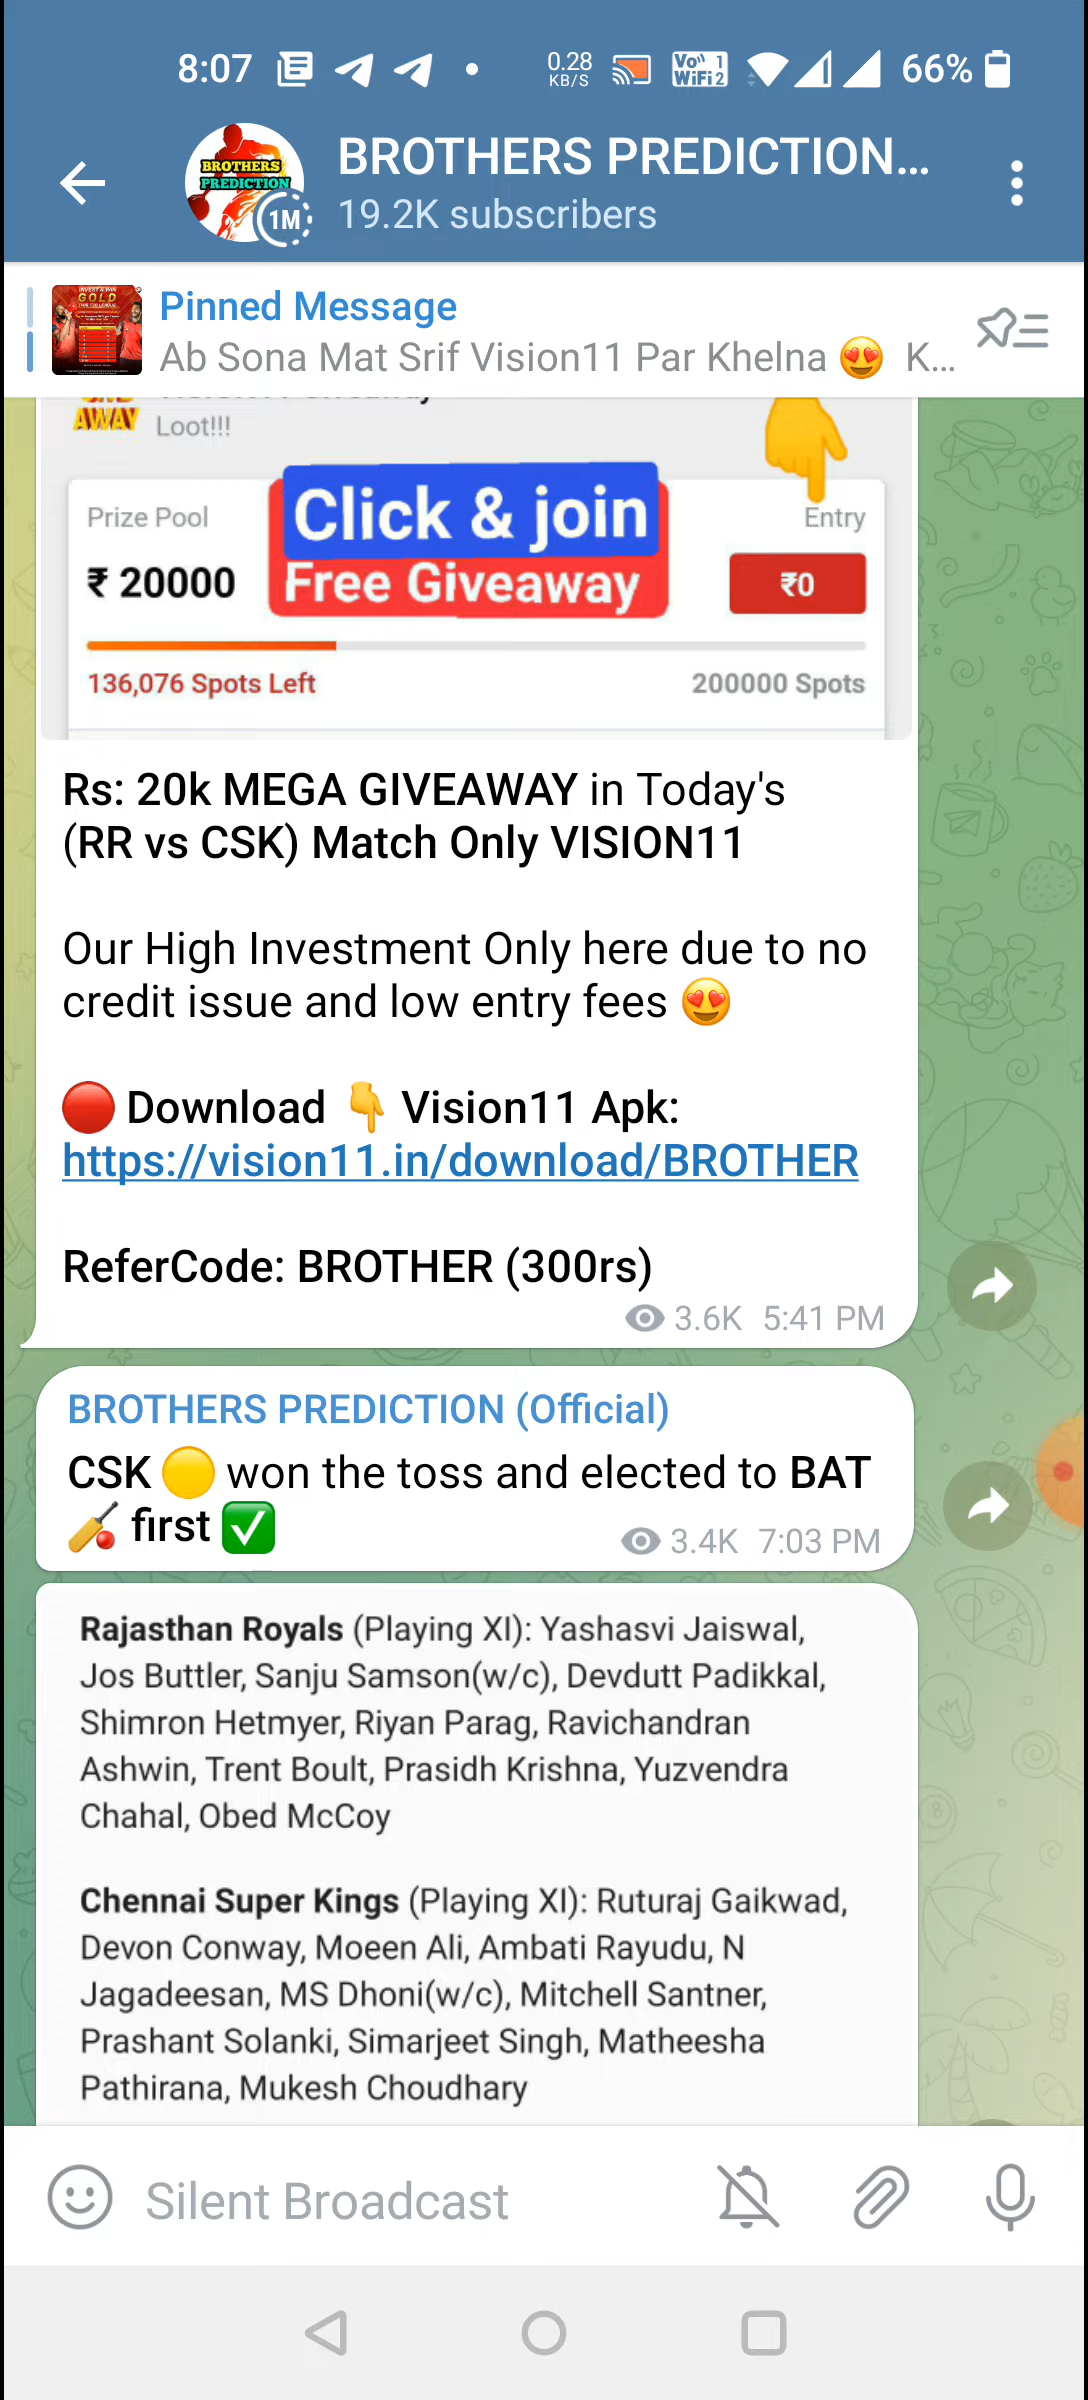 8:07
0.28
KB/S
Vo 1
WiFi 2
66%
BROTHERS
PREDICTION
1M
BROTHERS PREDICTION...
19.2K subscribers
INVEST & WIN
GOLD
Pinned Message
Ab Sona Mat Srif Vision11 Par Khelna 😍 K...
AWAY
Loot!!!
Click & join
Free Giveaway
Prize Pool
Entry
₹ 20000
₹0
136,076 Spots Left
200000 Spots
Rs: 20k MEGA GIVEAWAY in Today's
(RR vs CSK) Match Only VISION11
Our High Investment Only here due to no
credit issue and low entry fees 😍
🔴 Download 👇 Vision11 Apk:
https://vision11.in/download/BROTHER
ReferCode: BROTHER (300rs)
3.6K 5:41 PM
BROTHERS PREDICTION (Official)
CSK 🟡 won the toss and elected to BAT
🏏 first ✅
3.4K 7:03 PM
Rajasthan Royals (Playing XI): Yashasvi Jaiswal,
Jos Buttler, Sanju Samson(w/c), Devdutt Padikkal,
Shimron Hetmyer, Riyan Parag, Ravichandran
Ashwin, Trent Boult, Prasidh Krishna, Yuzvendra
Chahal, Obed McCoy
Chennai Super Kings (Playing XI): Ruturaj Gaikwad,
Devon Conway, Moeen Ali, Ambati Rayudu, N
Jagadeesan, MS Dhoni(w/c), Mitchell Santner,
Prashant Solanki, Simarjeet Singh, Matheesha
Pathirana, Mukesh Choudhary
Silent Broadcast